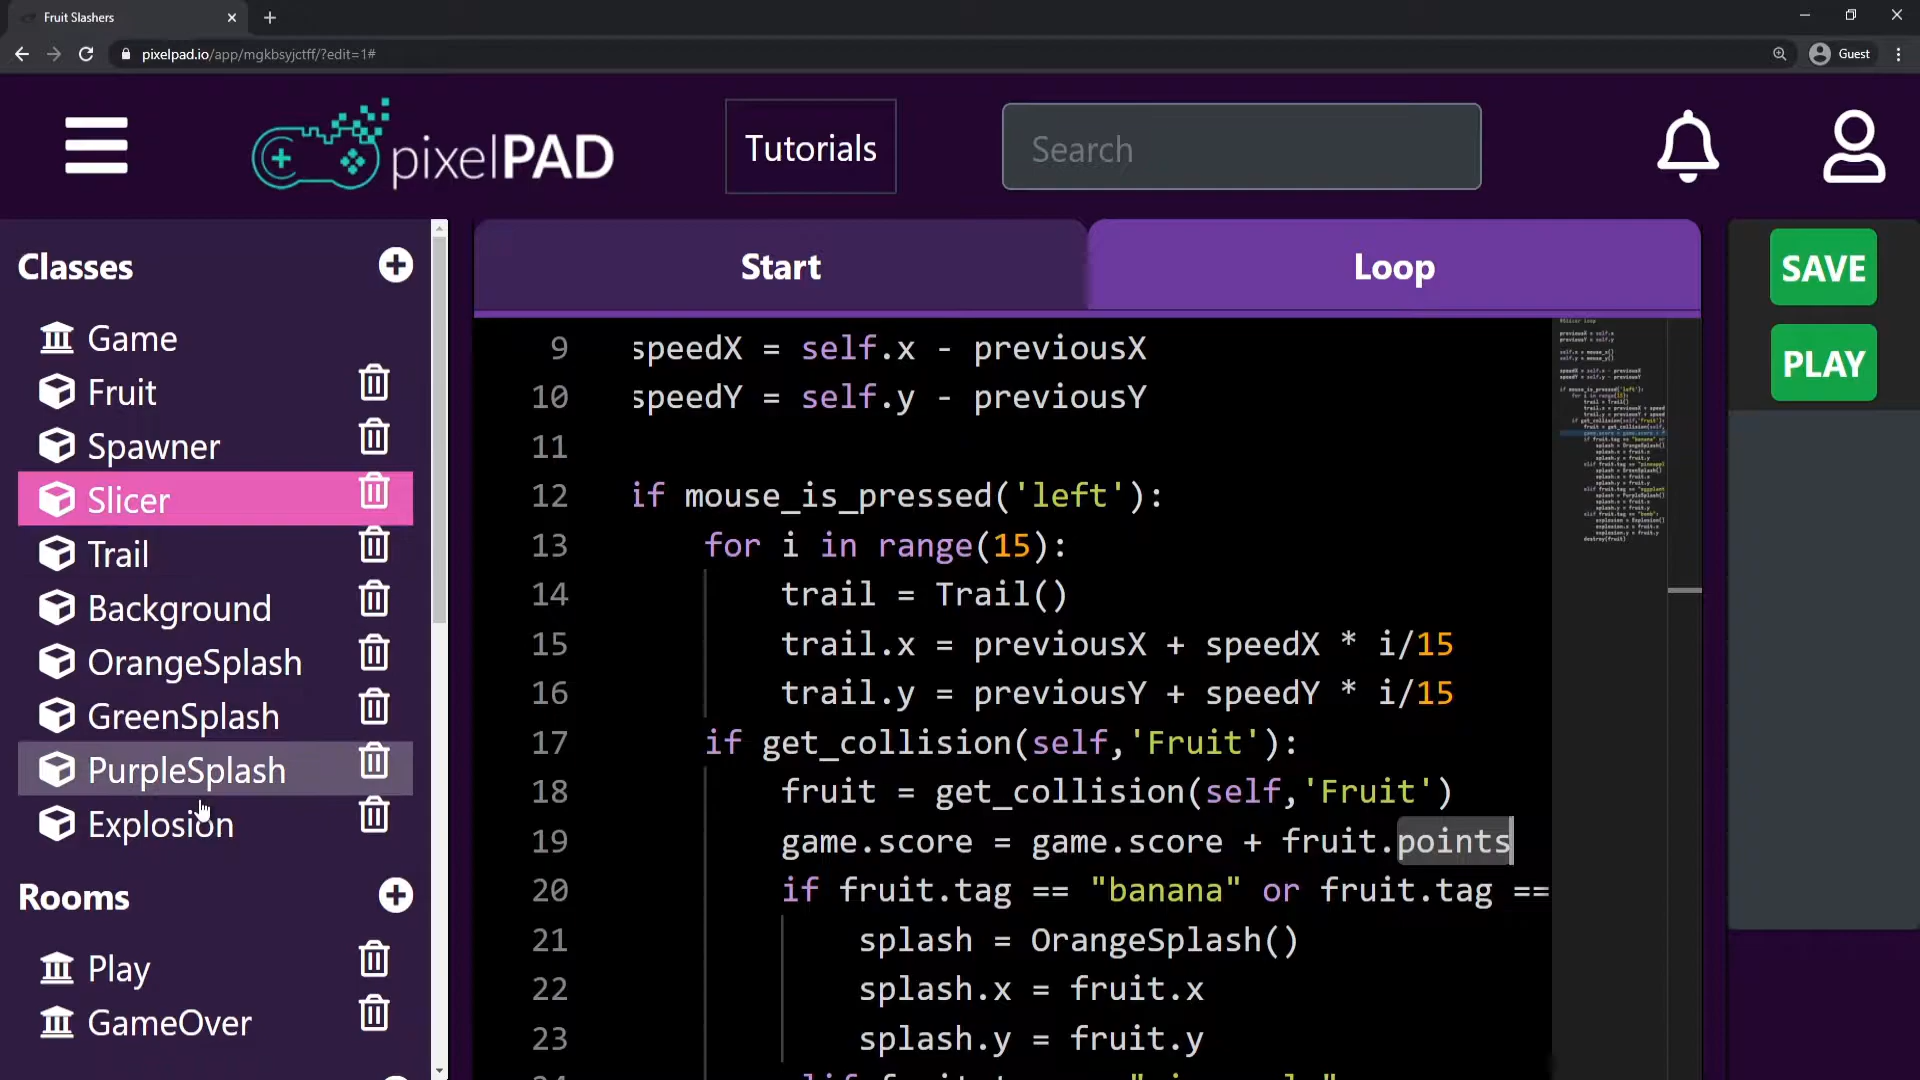 Fruit Slashers
pixelpad.io/app/mgkbsyjctff/?edit=1#
Guest
pixelPAD
Tutorials
Search
Classes
Game
Fruit
Spawner
Slicer
Trail
Background
OrangeSplash
GreenSplash
PurpleSplash
Explosion
Rooms
Play
GameOver
Start
Loop
9 speedX = self.x - previousX
10 speedY = self.y - previousY
11
12 if mouse_is_pressed('left'):
13 for i in range(15):
14 trail = Trail()
15 trail.x = previousX + speedX * i/15
16 trail.y = previousY + speedY * i/15
17 if get_collision(self,'Fruit'):
18 fruit = get_collision(self,'Fruit')
19 game.score = game.score + fruit.points
20 if fruit.tag == "banana" or fruit.tag ==
21 splash = OrangeSplash()
22 splash.x = fruit.x
23 splash.y = fruit.y
SAVE
PLAY